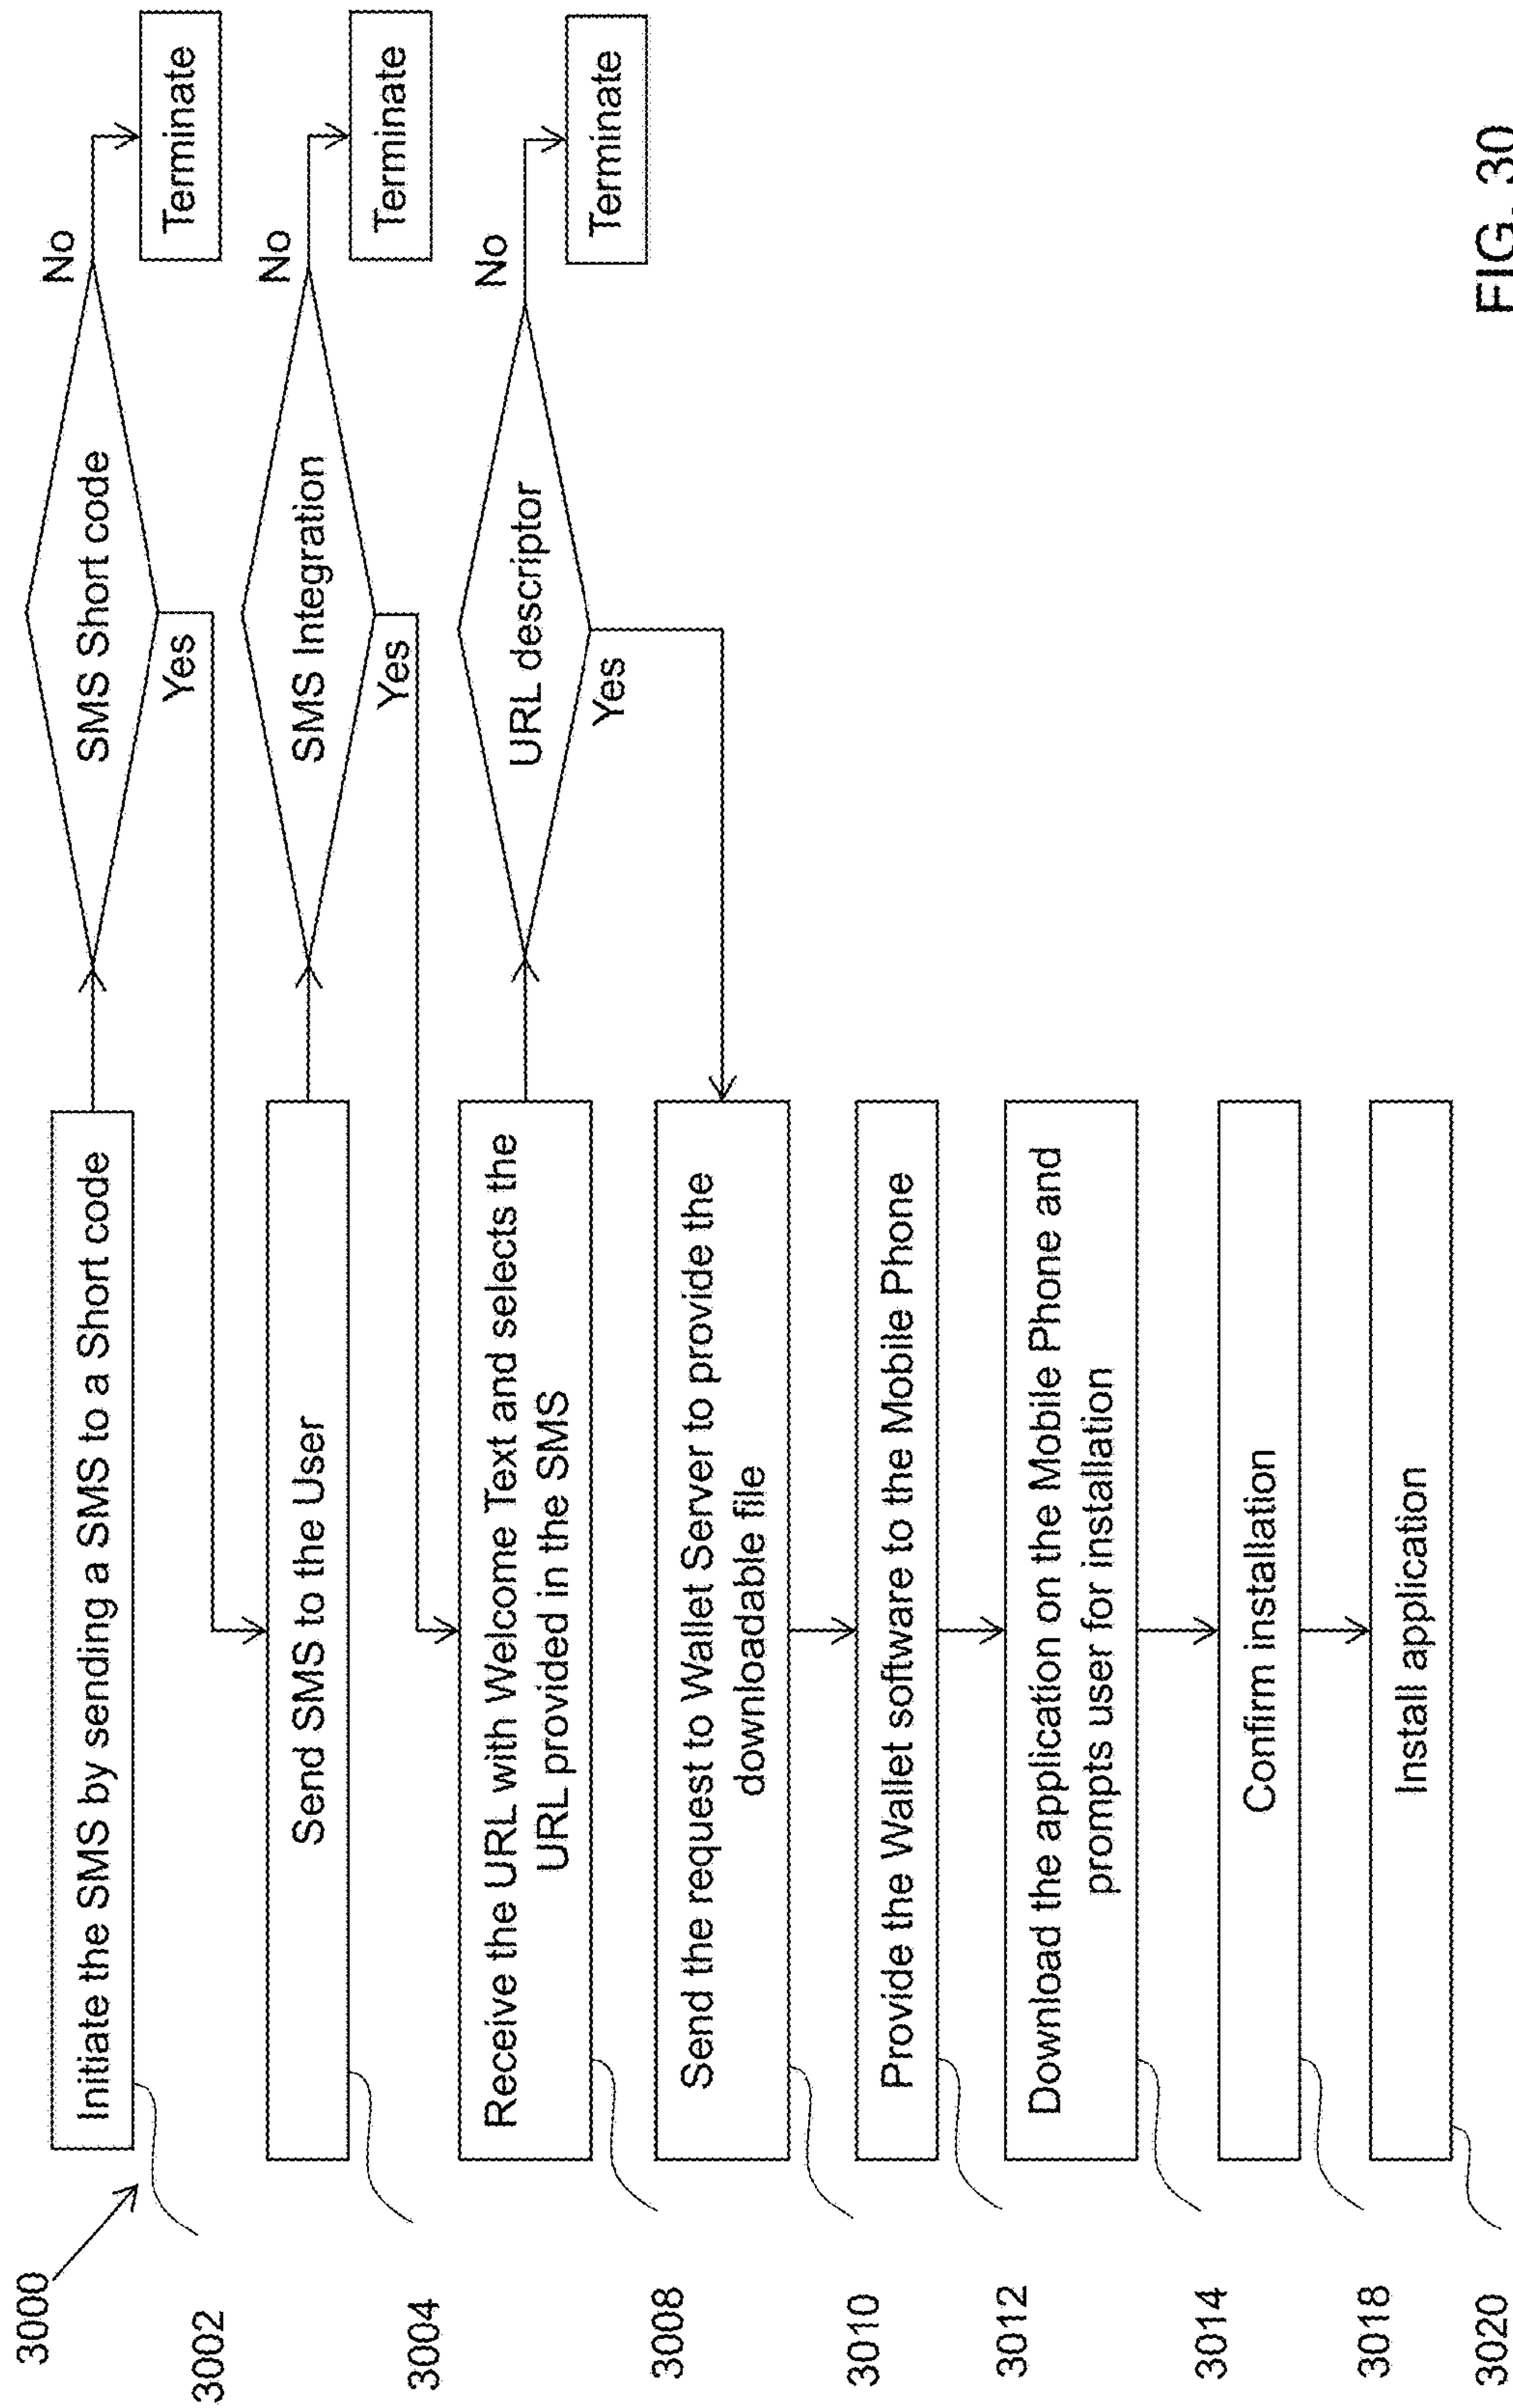 3000
Initiate the SMS by sending a SMS to a Short code
SMS Short code
No
Terminate
Yes
3002
Send SMS to the User
SMS Integration
No
Terminate
Yes
3004
Receive the URL with Welcome Text and selects the
URL provided in the SMS
URL descriptor
No
Terminate
Yes
3008
Send the request to Wallet Server to provide the
downloadable file
3010
Provide the Wallet software to the Mobile Phone
3012
Download the application on the Mobile Phone and
prompts user for installation
3014
Confirm installation
3018
Install application
3020
FIG. 30